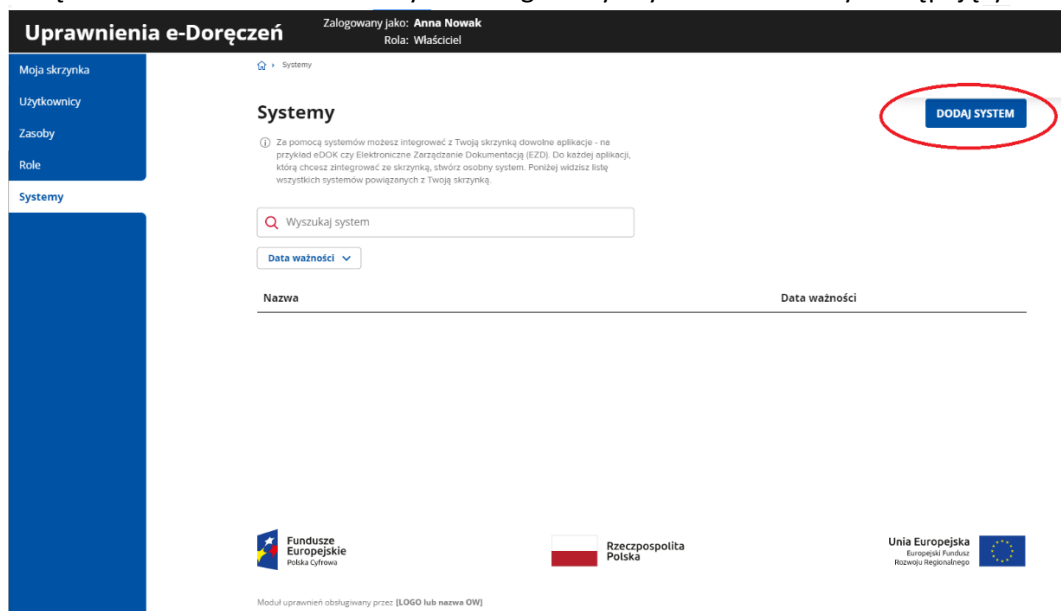 Uprawnienia e-Doręczeń
Zalogowany jako: Anna Nowak
Rola: Właściciel
Moja skrzynka
Użytkownicy
Zasoby
Role
Systemy
Systemy
Systemy
DODAJ SYSTEM
Za pomocą systemów możesz integrować z Twoją skrzynką dowolne aplikacje - na
przykład eDOK czy Elektroniczne Zarządzanie Dokumentacją (EZD). Do każdej aplikacji,
którą chcesz zintegrować ze skrzynką, stwórz osobny system. Poniżej widzisz listę
wszystkich systemów powiązanych z Twoją skrzynką.
Wyszukaj system
Data ważności
Nazwa Data ważności
Fundusze
Europejskie
Polska Cyfrowa
Rzeczpospolita
Polska
Unia Europejska
Europejski Fundusz
Rozwoju Regionalnego
Moduł uprawnień obsługiwany przez [LOGO lub nazwa OW]